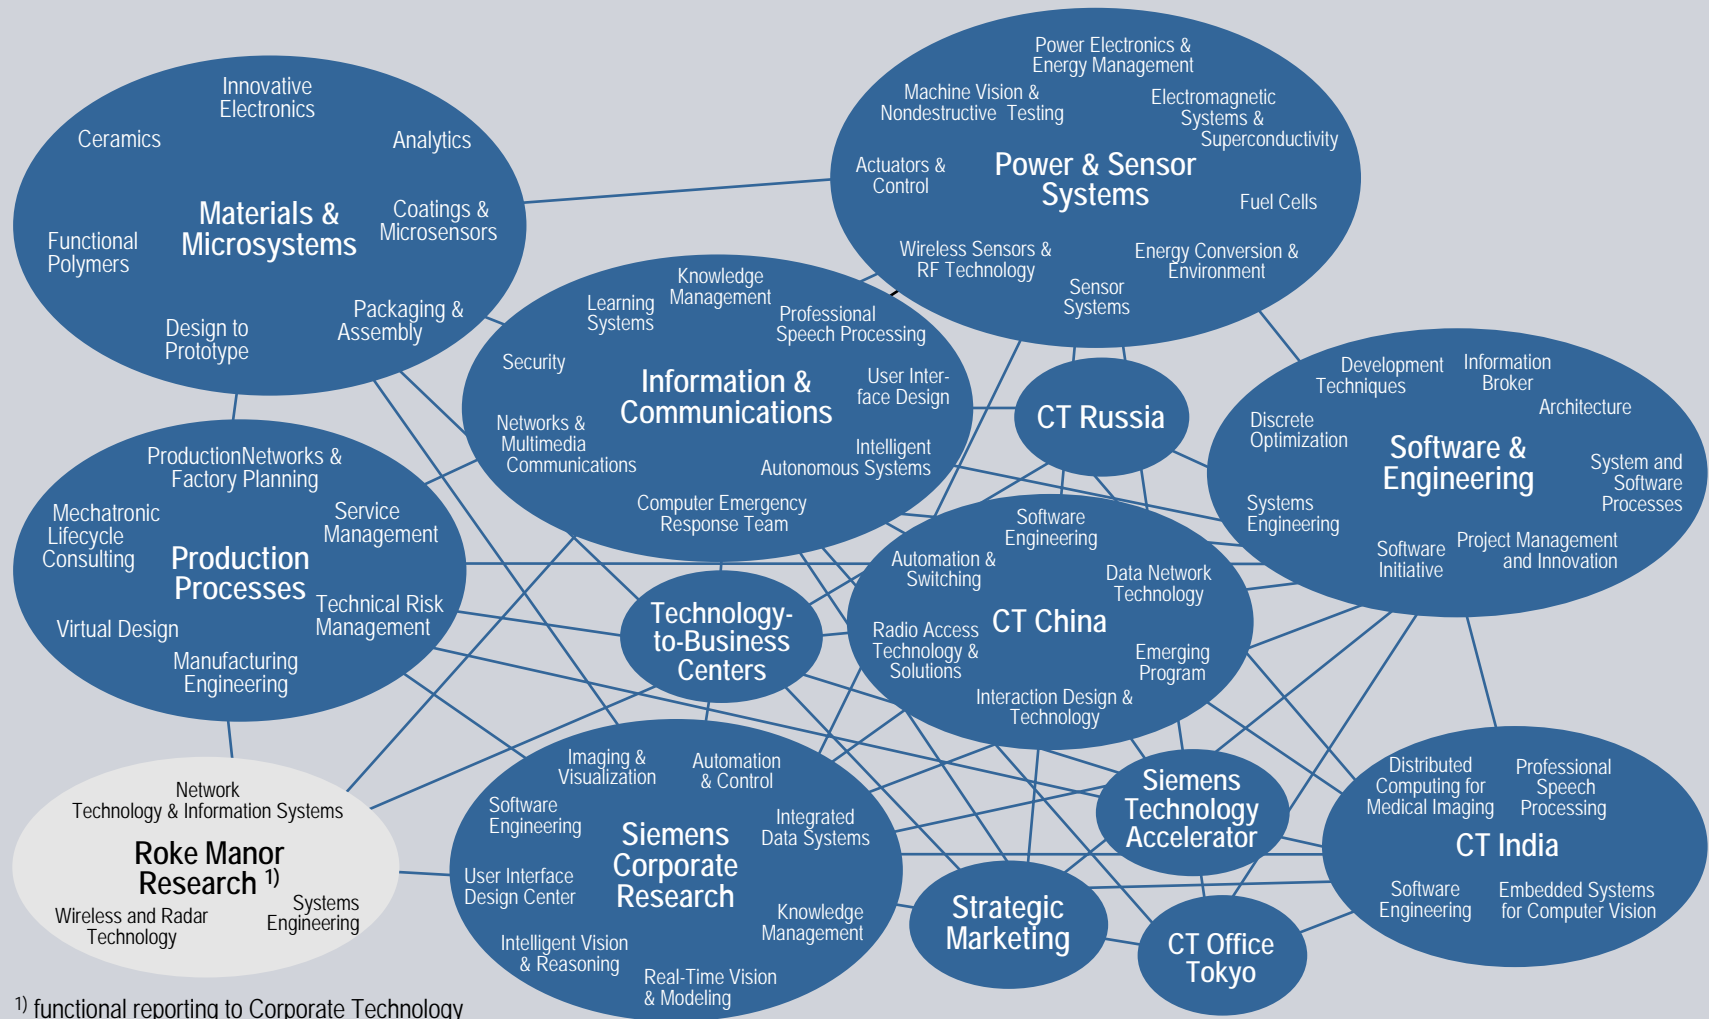 Innovative
Electronics
Ceramics
Analytics
Materials &
Microsystems
Coatings &
Microsensors
Functional
Polymers
Packaging &
Assembly
Design to
Prototype
Power Electronics &
Energy Management
Machine Vision &
Nondestructive Testing
Electromagnetic
Systems &
Superconductivity
Actuators &
Control
Power & Sensor
Systems
Fuel Cells
Wireless Sensors &
RF Technology
Energy Conversion &
Environment
Sensor
Systems
Knowledge
Management
Learning
Systems
Professional
Speech Processing
Security
Information &
Communications
User Inter-
face Design
Networks &
Multimedia
Communications
Intelligent
Autonomous Systems
Computer Emergency
Response Team
CT Russia
Development
Techniques
Information
Broker
Architecture
Discrete
Optimization
Software &
Engineering
System and
Software
Processes
Systems
Engineering
Software
Initiative
Project Management
and Innovation
ProductionNetworks &
Factory Planning
Mechatronic
Lifecycle
Consulting
Service
Management
Production
Processes
Technical Risk
Management
Virtual Design
Manufacturing
Engineering
Technology-
to-Business
Centers
Software
Engineering
Automation &
Switching
Data Network
Technology
CT China
Radio Access
Technology &
Solutions
Emerging
Program
Interaction Design &
Technology
Network
Technology & Information Systems
Roke Manor
Research 1)
Systems
Engineering
Wireless and Radar
Technology
Imaging &
Visualization
Automation
& Control
Software
Engineering
Integrated
Data Systems
Siemens
Corporate
Research
User Interface
Design Center
Knowledge
Management
Intelligent Vision
& Reasoning
Real-Time Vision
& Modeling
Siemens
Technology
Accelerator
Strategic
Marketing
CT Office
Tokyo
Distributed
Computing for
Medical Imaging
Professional
Speech
Processing
CT India
Software
Engineering
Embedded Systems
for Computer Vision
1) functional reporting to Corporate Technology